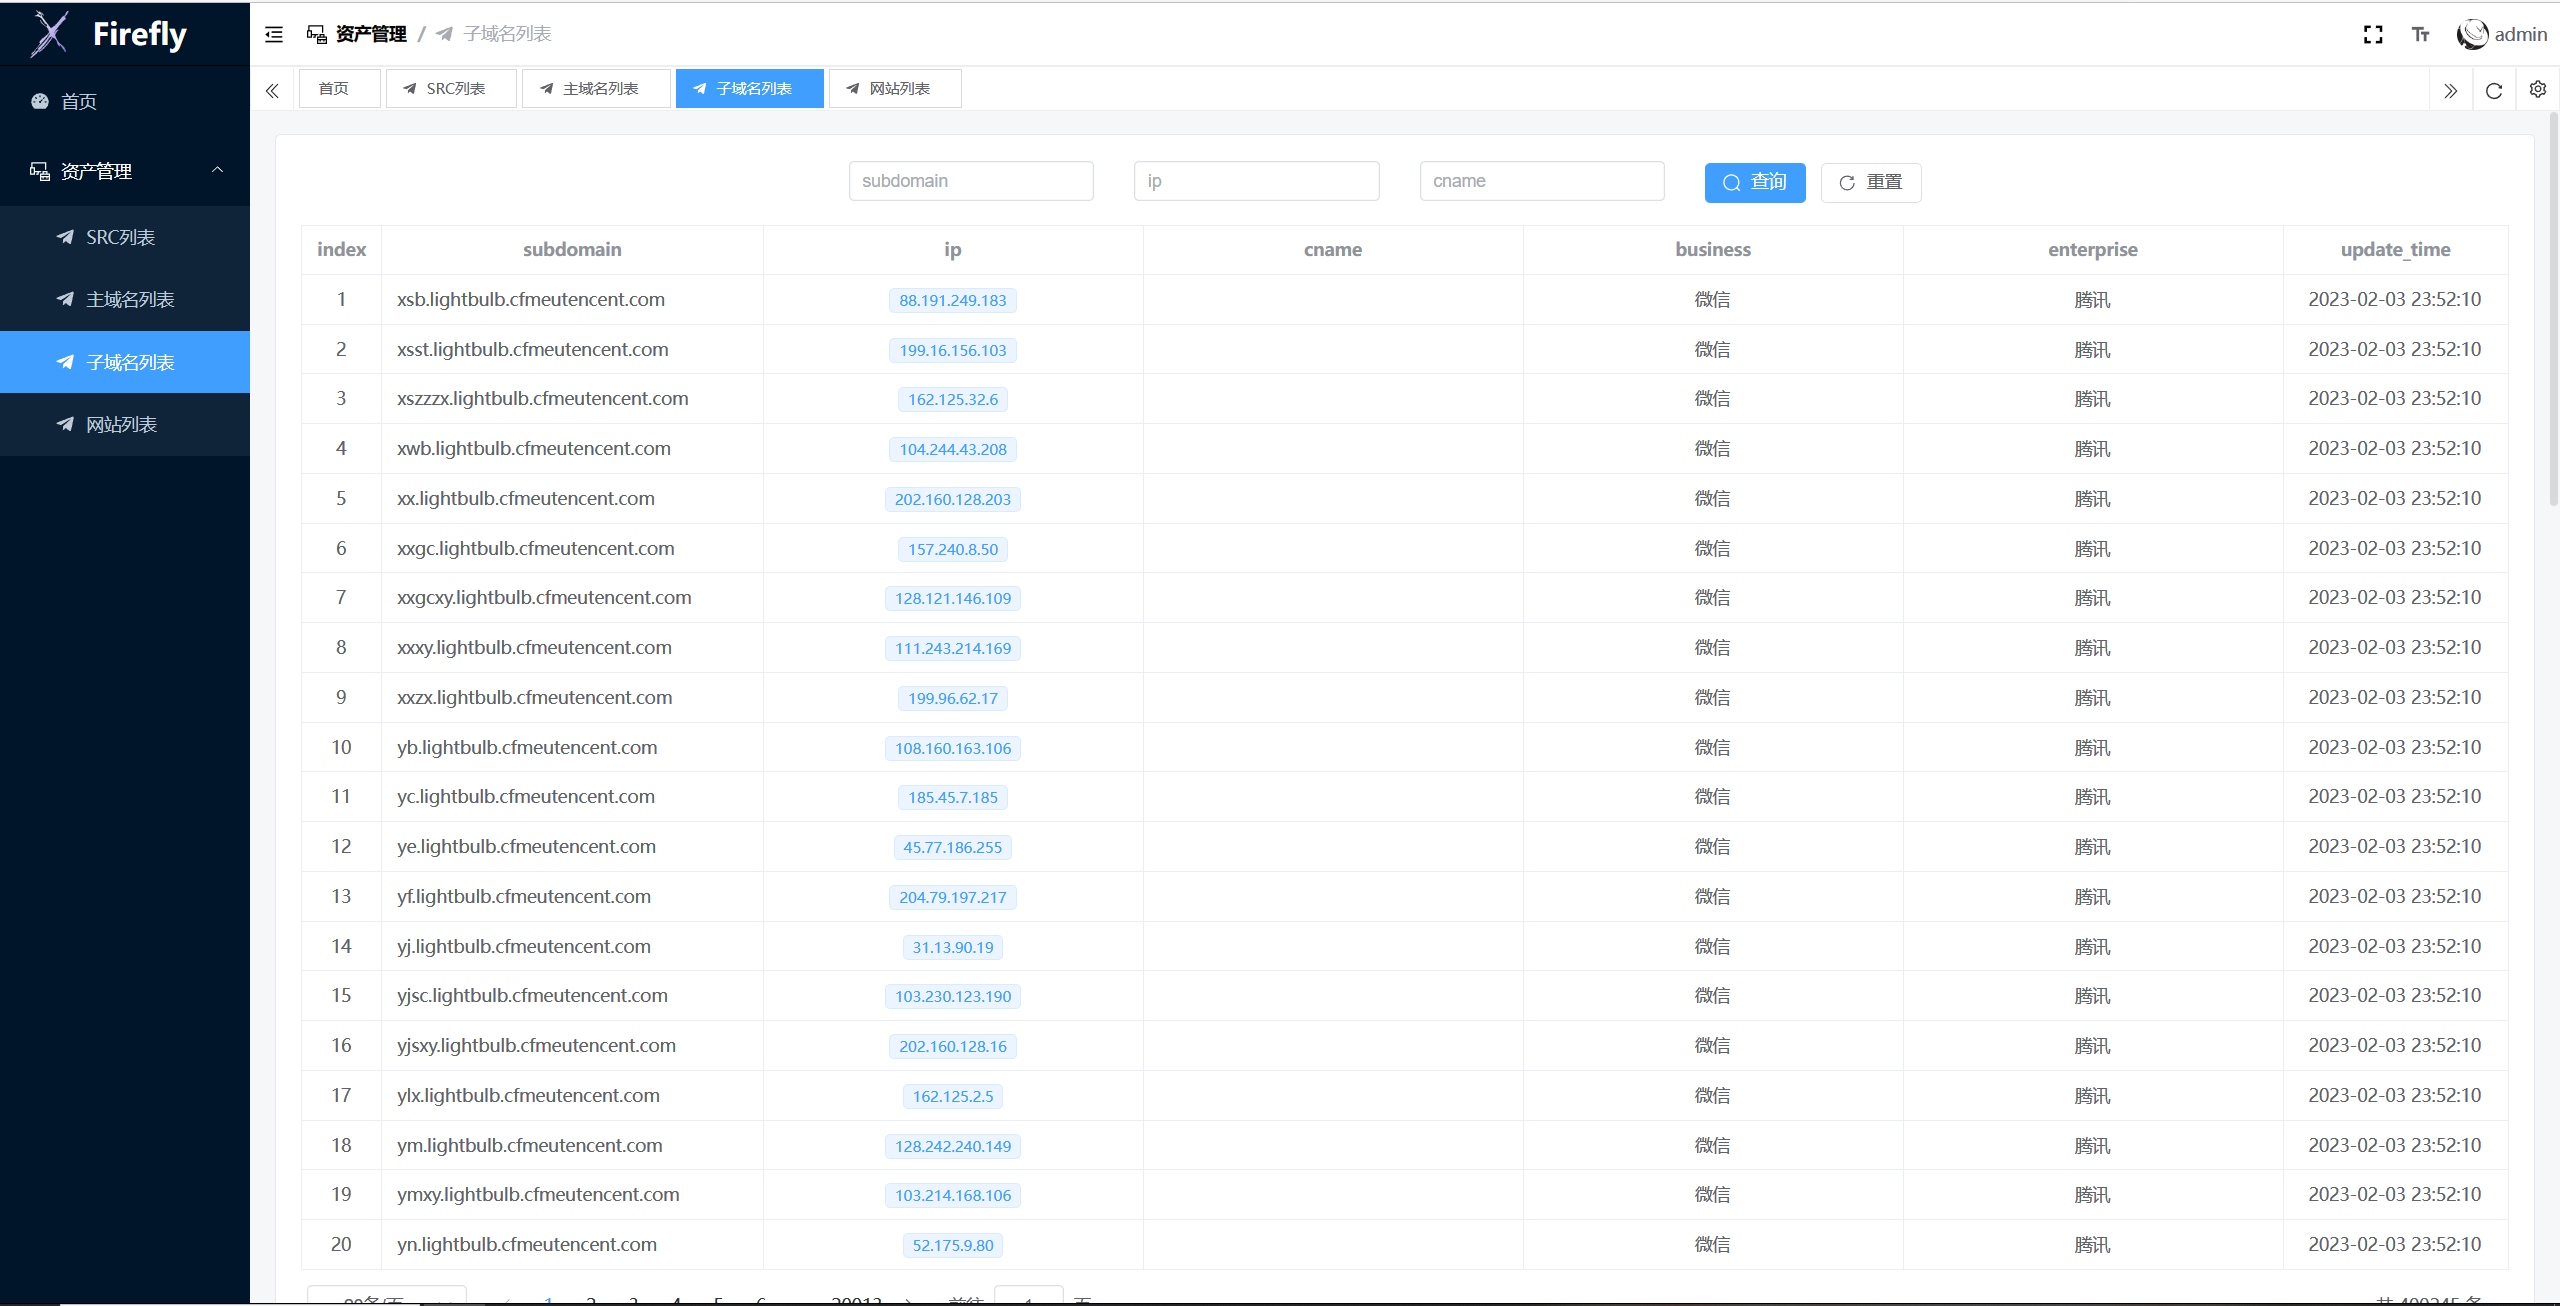 Firefly
资产管理 / 子域名列表
admin
首页
资产管理
SRC列表
主域名列表
子域名列表
网站列表
首页 SRC列表 主域名列表 子域名列表 网站列表
subdomain ip cname 查询 重置
index subdomain ip cname business enterprise update_time
1 xsb.lightbulb.cfmeutencent.com 88.191.249.183 微信 腾讯 2023-02-03 23:52:10
2 xsst.lightbulb.cfmeutencent.com 199.16.156.103 微信 腾讯 2023-02-03 23:52:10
3 xszzzx.lightbulb.cfmeutencent.com 162.125.32.6 微信 腾讯 2023-02-03 23:52:10
4 xwb.lightbulb.cfmeutencent.com 104.244.43.208 微信 腾讯 2023-02-03 23:52:10
5 xx.lightbulb.cfmeutencent.com 202.160.128.203 微信 腾讯 2023-02-03 23:52:10
6 xxgc.lightbulb.cfmeutencent.com 157.240.8.50 微信 腾讯 2023-02-03 23:52:10
7 xxgcxy.lightbulb.cfmeutencent.com 128.121.146.109 微信 腾讯 2023-02-03 23:52:10
8 xxxy.lightbulb.cfmeutencent.com 111.243.214.169 微信 腾讯 2023-02-03 23:52:10
9 xxzx.lightbulb.cfmeutencent.com 199.96.62.17 微信 腾讯 2023-02-03 23:52:10
10 yb.lightbulb.cfmeutencent.com 108.160.163.106 微信 腾讯 2023-02-03 23:52:10
11 yc.lightbulb.cfmeutencent.com 185.45.7.185 微信 腾讯 2023-02-03 23:52:10
12 ye.lightbulb.cfmeutencent.com 45.77.186.255 微信 腾讯 2023-02-03 23:52:10
13 yf.lightbulb.cfmeutencent.com 204.79.197.217 微信 腾讯 2023-02-03 23:52:10
14 yj.lightbulb.cfmeutencent.com 31.13.90.19 微信 腾讯 2023-02-03 23:52:10
15 yjsc.lightbulb.cfmeutencent.com 103.230.123.190 微信 腾讯 2023-02-03 23:52:10
16 yjsxy.lightbulb.cfmeutencent.com 202.160.128.16 微信 腾讯 2023-02-03 23:52:10
17 ylx.lightbulb.cfmeutencent.com 162.125.2.5 微信 腾讯 2023-02-03 23:52:10
18 ym.lightbulb.cfmeutencent.com 128.242.240.149 微信 腾讯 2023-02-03 23:52:10
19 ymxy.lightbulb.cfmeutencent.com 103.214.168.106 微信 腾讯 2023-02-03 23:52:10
20 yn.lightbulb.cfmeutencent.com 52.175.9.80 微信 腾讯 2023-02-03 23:52:10